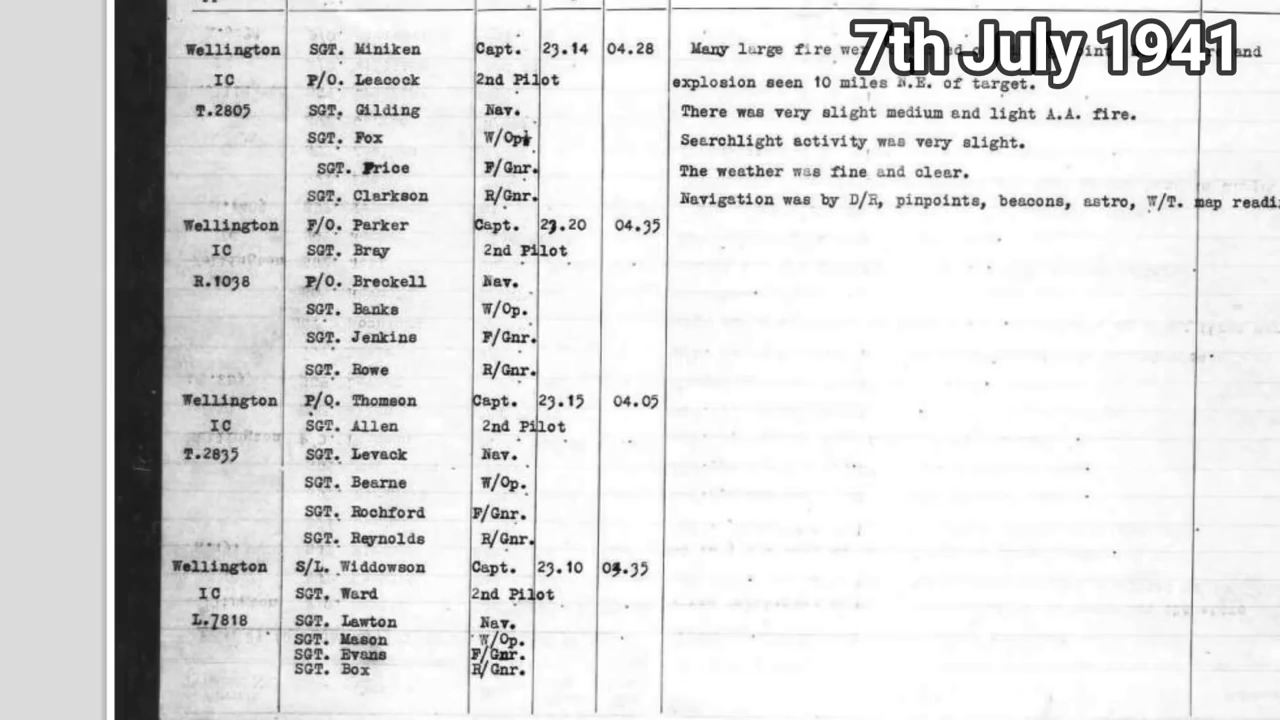 7th July 1941
Wellington SGT. Miniken Capt. 23.14 04.28 Many large fire and
IC P/O. Leacock 2nd Pilot explosion seen 10 miles N.E. of target.
T.2805 SGT. Gilding Nav. There was very slight medium and light A.A. fire.
SGT. Fox W/Op. Searchlight activity was very slight.
SGT. Price F/Gnr. The weather was fine and clear.
SGT. Clarkson R/Gnr. Navigation was by D/R, pinpoints, beacons, astro, W/T. map readi
Wellington F/O. Parker Capt. 23.20 04.35
IC SGT. Bray 2nd Pilot
R.1038 P/O. Breckell Nav.
SGT. Banks W/Op.
SGT. Jenkins F/Gnr.
SGT. Rowe R/Gnr.
Wellington P/O. Thomson Capt. 23.15 04.05
IC SGT. Allen 2nd Pilot
T.2835 SGT. Levack Nav.
SGT. Bearne W/Op.
SGT. Rochford F/Gnr.
SGT. Reynolds R/Gnr.
Wellington S/L. Widdowson Capt. 23.10 04.35
IC SGT. Ward 2nd Pilot
L.7818 SGT. Lawton Nav.
SGT. Mason W/Op.
SGT. Evans F/Gnr.
SGT. Box R/Gnr.